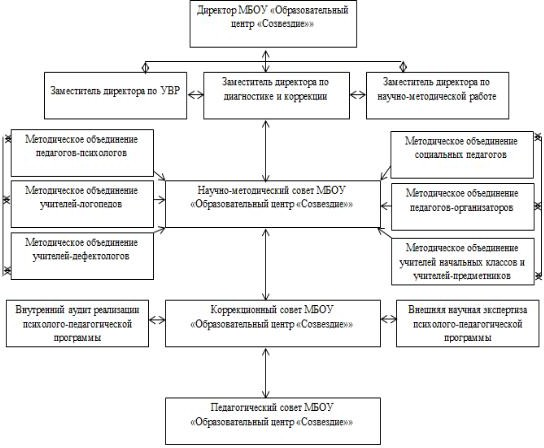 Директор МБОУ «Образовательный
центр «Созвездие»»
Заместитель директора по УВР
Заместитель директора по
диагностике и коррекции
Заместитель директора по
научно-методической работе
Методическое объединение
педагогов-психологов
Методическое объединение
социальных педагогов
Методическое объединение
учителей-логопедов
Научно-методический совет МБОУ
«Образовательный центр «Созвездие»»
Методическое объединение
педагогов-организаторов
Методическое объединение
учителей-дефектологов
Методическое объединение
учителей начальных классов и
учителей-предметников
Внутренний аудит реализации
психолого-педагогической
программы
Коррекционный совет МБОУ
«Образовательный центр «Созвездие»»
Внешняя научная экспертиза
психолого-педагогической
программы
Педагогический совет МБОУ
«Образовательный центр «Созвездие»»